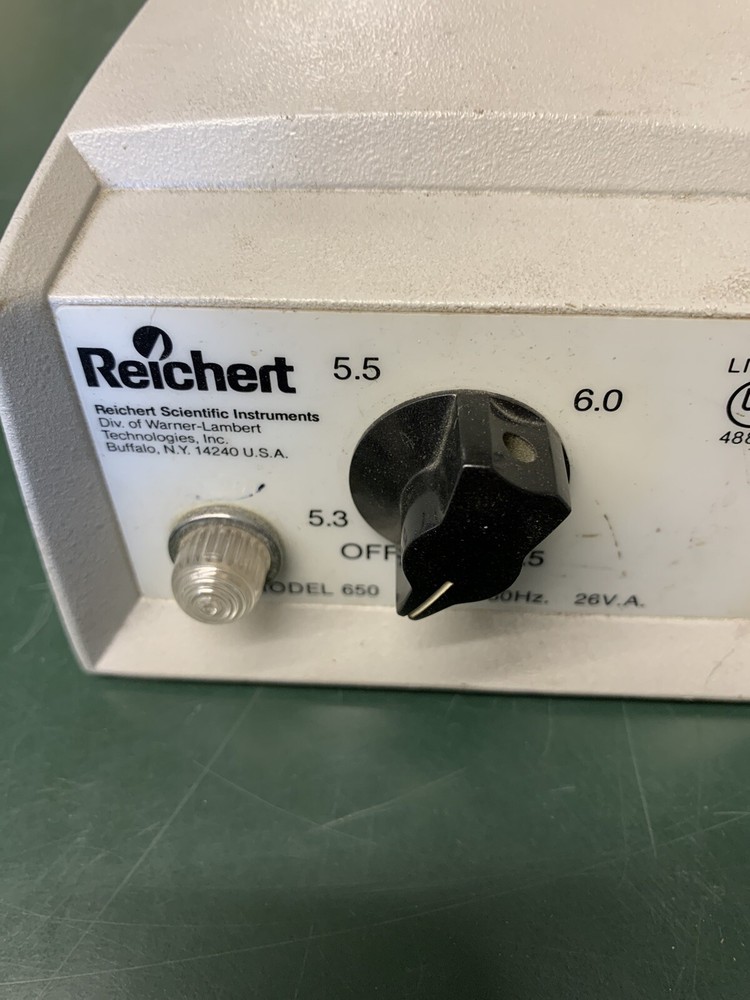 Reichert
Reichert Scientific Instruments
Div. of Warner-Lambert
Technologies, Inc.
Buffalo, N.Y. 14240 U.S.A.
5.5
6.0
5.3
OFF
MODEL 650
60Hz. 26V.A.